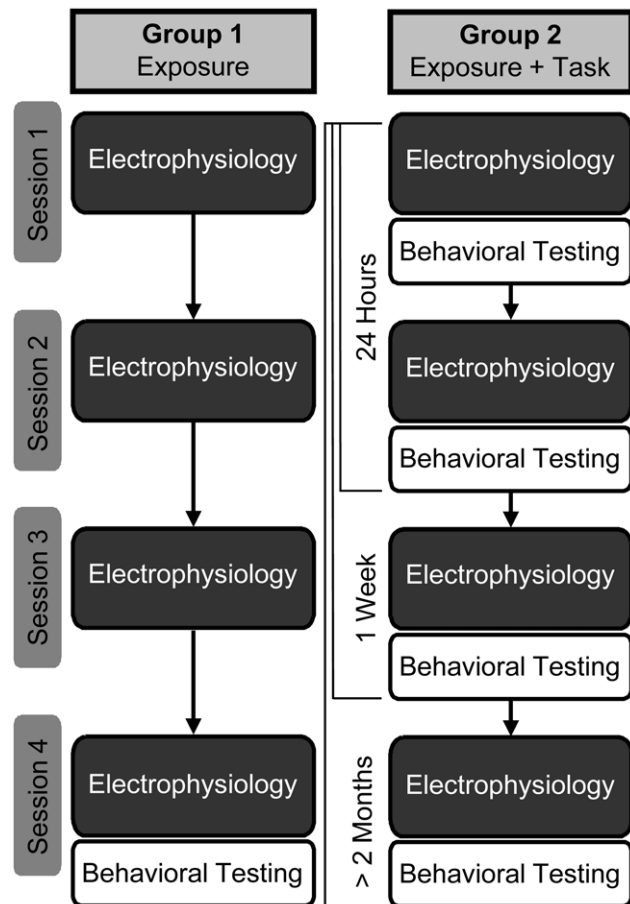 Group 1
Exposure
Group 2
Exposure + Task
Session 1
Electrophysiology
Electrophysiology
Behavioral Testing
24 Hours
Session 2
Electrophysiology
Electrophysiology
Behavioral Testing
Session 3
Electrophysiology
1 Week
Electrophysiology
Behavioral Testing
Session 4
Electrophysiology
Behavioral Testing
> 2 Months
Electrophysiology
Behavioral Testing